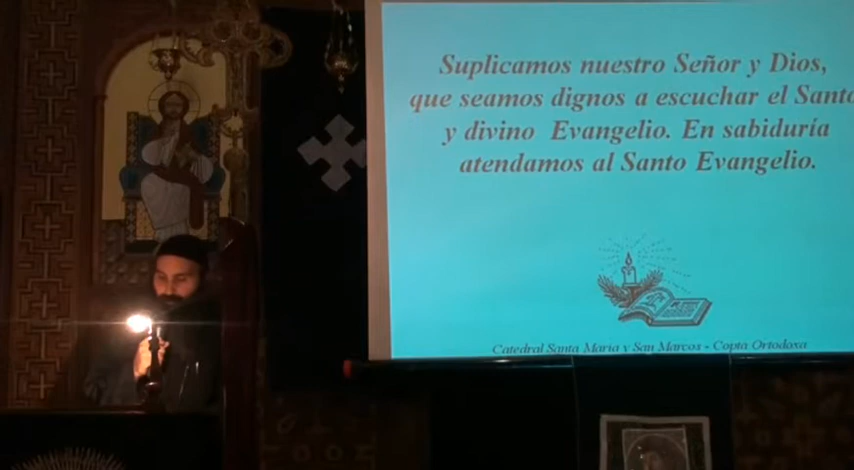 Suplicamos nuestro Señor y Dios,
que seamos dignos a escuchar el Santo
y divino Evangelio. En sabiduría
atendamos al Santo Evangelio.
Catedral Santa María y San Marcos - Copta Ortodoxa